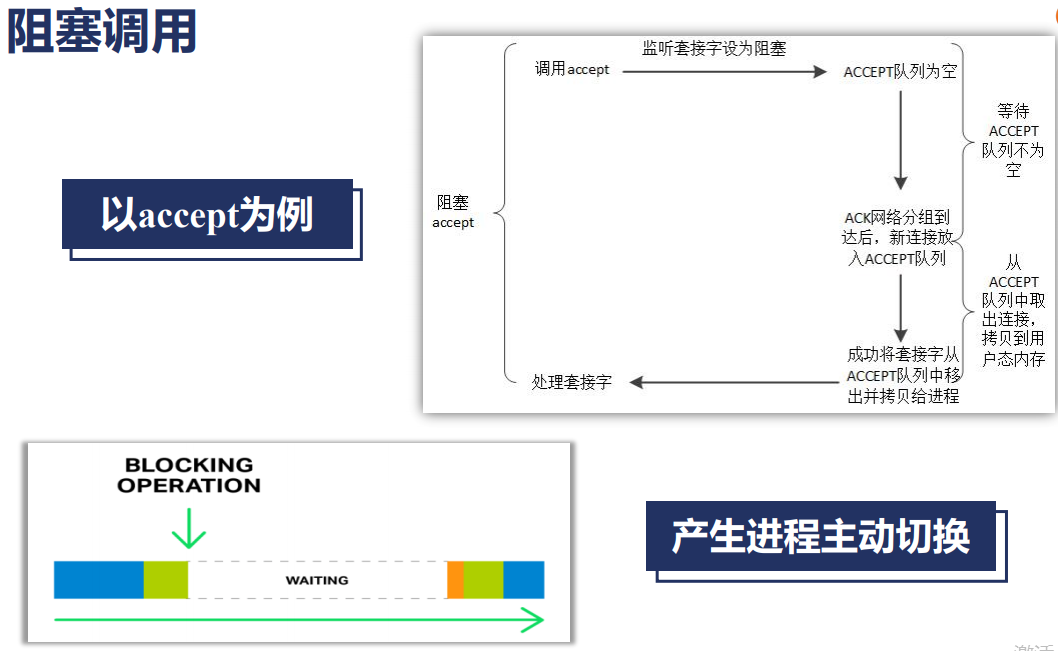 阻塞调用
监听套接字设为阻塞
调用accept
ACCEPT队列为空
等待
ACCEPT
队列不为
空
以accept为例
阻塞
accept
ACK网络分组到
达后，新连接放
入ACCEPT队列
从
ACCEPT
队列中取
出连接，
拷贝到用
户态内存
成功将套接字从
ACCEPT队列中移
出并拷贝给进程
处理套接字
BLOCKING
OPERATION
WAITING
产生进程主动切换